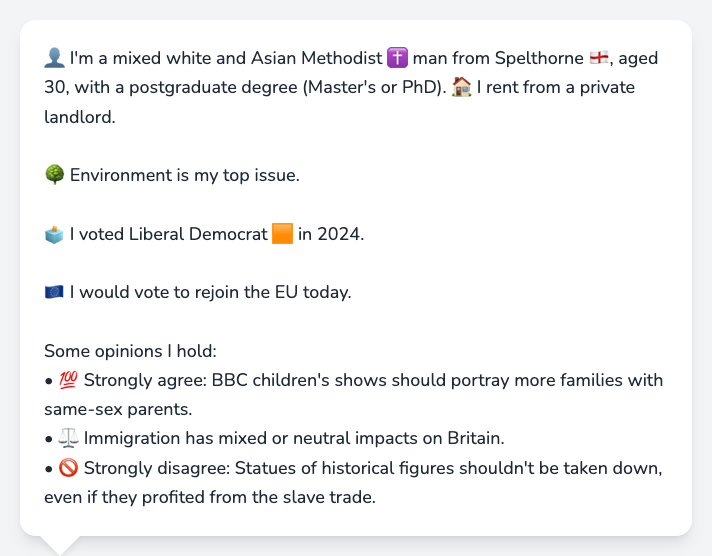 👤 I'm a mixed white and Asian Methodist ✝️ man from Spelthorne 🏴󠁧󠁢󠁥󠁮󠁧󠁿, aged
30, with a postgraduate degree (Master's or PhD). 🏠 I rent from a private
landlord.
🌳 Environment is my top issue.
🗳️ I voted Liberal Democrat 🟧 in 2024.
🇪🇺 I would vote to rejoin the EU today.
Some opinions I hold:
• 💯 Strongly agree: BBC children's shows should portray more families with
same-sex parents.
• ⚖️ Immigration has mixed or neutral impacts on Britain.
• 🚫 Strongly disagree: Statues of historical figures shouldn't be taken down,
even if they profited from the slave trade.